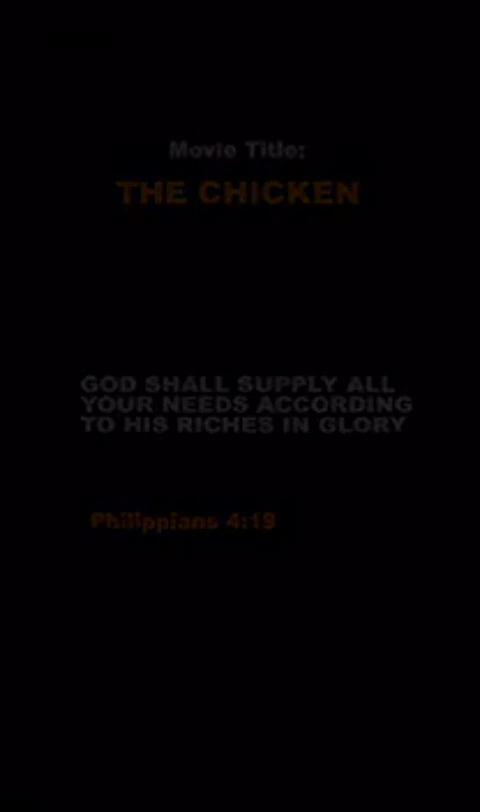 Movie Title:
THE CHICKEN
GOD SHALL SUPPLY ALL
YOUR NEEDS ACCORDING
TO HIS RICHES IN GLORY
Philippians 4:19